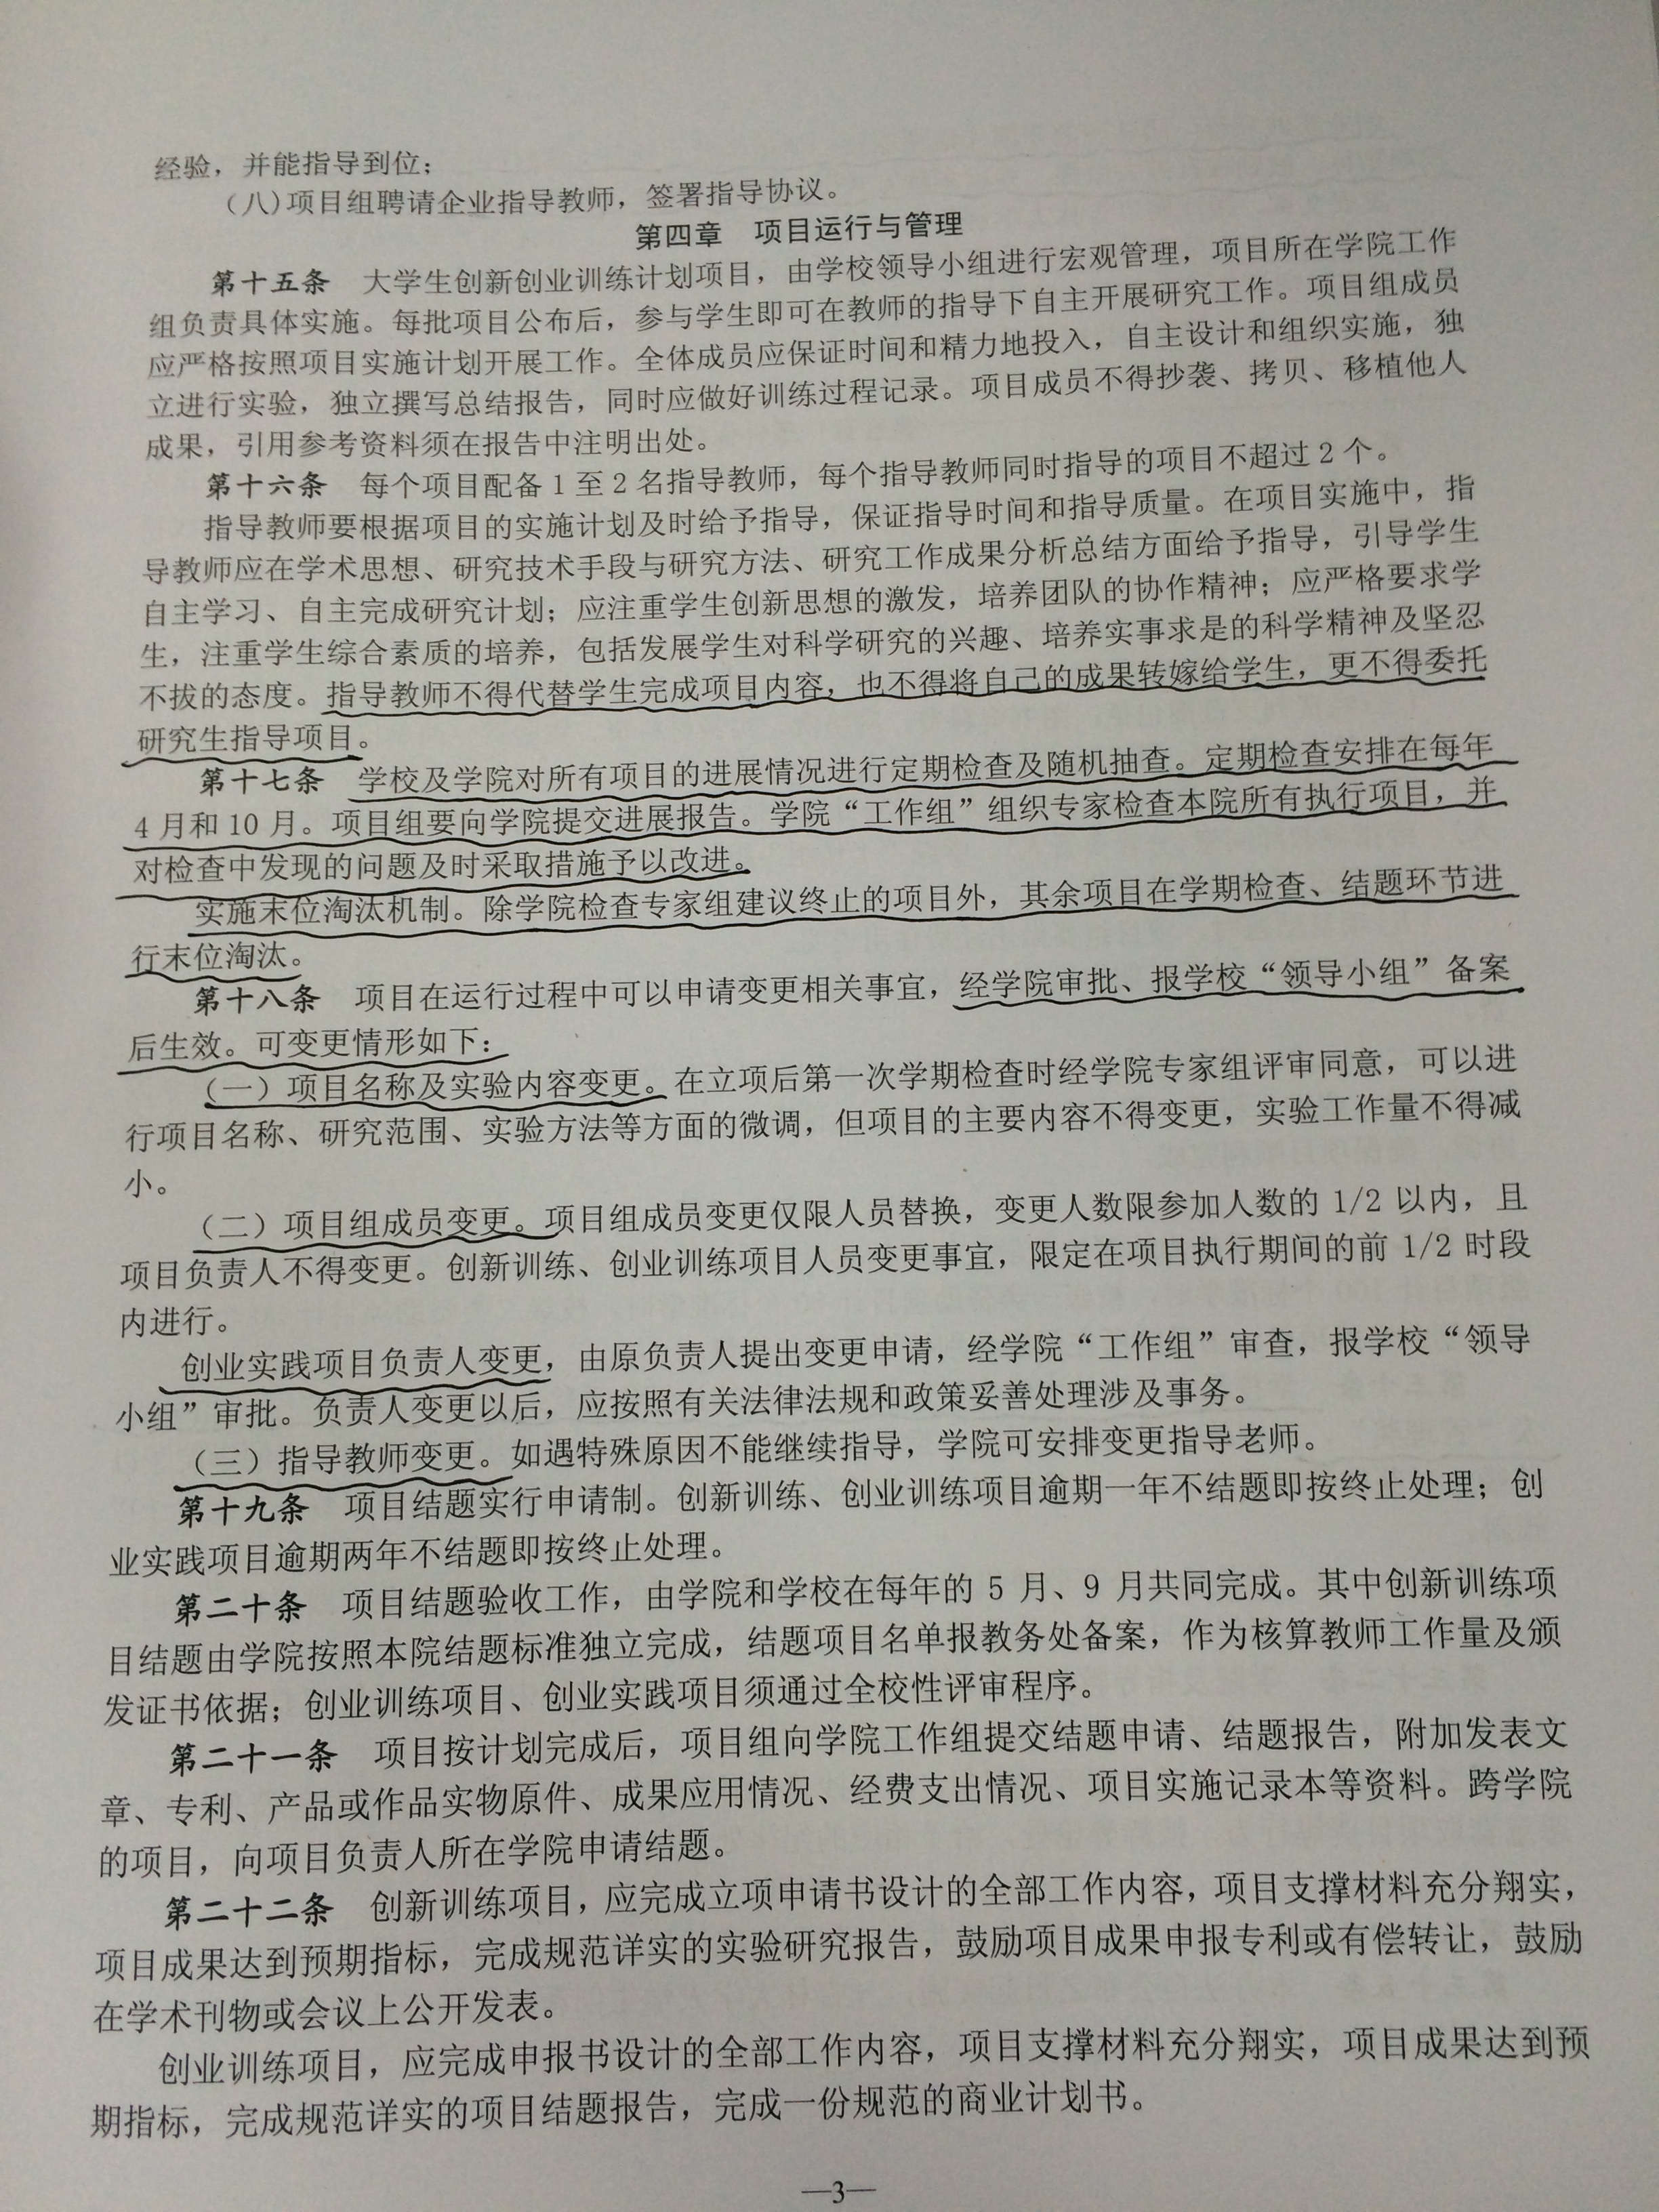 经验，并能指导到位；
（八）项目组聘请企业指导教师，签署指导协议。
第四章　项目运行与管理
第十五条　大学生创新创业训练计划项目，由学校领导小组进行宏观管理，项目所在学院工作
组负责具体实施。每批项目公布后，参与学生即可在教师的指导下自主开展研究工作。项目组成员
应严格按照项目实施计划开展工作。全体成员应保证时间和精力地投入，自主设计和组织实施，独
立进行实验，独立撰写总结报告，同时应做好训练过程记录。项目成员不得抄袭、拷贝、移植他人
成果，引用参考资料须在报告中注明出处。
第十六条　每个项目配备 1 至 2 名指导教师，每个指导教师同时指导的项目不超过 2 个。
指导教师要根据项目的实施计划及时给予指导，保证指导时间和指导质量。在项目实施中，指
导教师应在学术思想、研究技术手段与研究方法、研究工作成果分析总结方面给予指导，引导学生
自主学习、自主完成研究计划；应注重学生创新思想的激发，培养团队的协作精神；应严格要求学
生，注重学生综合素质的培养，包括发展学生对科学研究的兴趣、培养实事求是的科学精神及坚忍
不拔的态度。指导教师不得代替学生完成项目内容，也不得将自己的成果转嫁给学生，更不得委托
研究生指导项目。
第十七条　学校及学院对所有项目的进展情况进行定期检查及随机抽查。定期检查安排在每年
4 月和 10 月。项目组要向学院提交进展报告。学院“工作组”组织专家检查本院所有执行项目，并
对检查中发现的问题及时采取措施予以改进。
实施末位淘汰机制。除学院检查专家组建议终止的项目外，其余项目在学期检查、结题环节进
行末位淘汰。
第十八条　项目在运行过程中可以申请变更相关事宜，经学院审批、报学校“领导小组”备案
后生效。可变更情形如下：
（一）项目名称及实验内容变更。在立项后第一次学期检查时经学院专家组评审同意，可以进
行项目名称、研究范围、实验方法等方面的微调，但项目的主要内容不得变更，实验工作量不得减
小。
（二）项目组成员变更。项目组成员变更仅限人员替换，变更人数限参加人数的 1/2 以内，且
项目负责人不得变更。创新训练、创业训练项目人员变更事宜，限定在项目执行期间的前 1/2 时段
内进行。
创业实践项目负责人变更，由原负责人提出变更申请，经学院“工作组”审查，报学校“领导
小组”审批。负责人变更以后，应按照有关法律法规和政策妥善处理涉及事务。
（三）指导教师变更。如遇特殊原因不能继续指导，学院可安排变更指导老师。
第十九条　项目结题实行申请制。创新训练、创业训练项目逾期一年不结题即按终止处理；创
业实践项目逾期两年不结题即按终止处理。
第二十条　项目结题验收工作，由学院和学校在每年的 5 月、9 月共同完成。其中创新训练项
目结题由学院按照本院结题标准独立完成，结题项目名单报教务处备案，作为核算教师工作量及颁
发证书依据；创业训练项目、创业实践项目须通过全校性评审程序。
第二十一条　项目按计划完成后，项目组向学院工作组提交结题申请、结题报告，附加发表文
章、专利、产品或作品实物原件、成果应用情况、经费支出情况、项目实施记录本等资料。跨学院
的项目，向项目负责人所在学院申请结题。
第二十二条　创新训练项目，应完成立项申请书设计的全部工作内容，项目支撑材料充分翔实，
项目成果达到预期指标，完成规范详实的实验研究报告，鼓励项目成果申报专利或有偿转让，鼓励
在学术刊物或会议上公开发表。
创业训练项目，应完成申报书设计的全部工作内容，项目支撑材料充分翔实，项目成果达到预
期指标，完成规范详实的项目结题报告，完成一份规范的商业计划书。
—3—